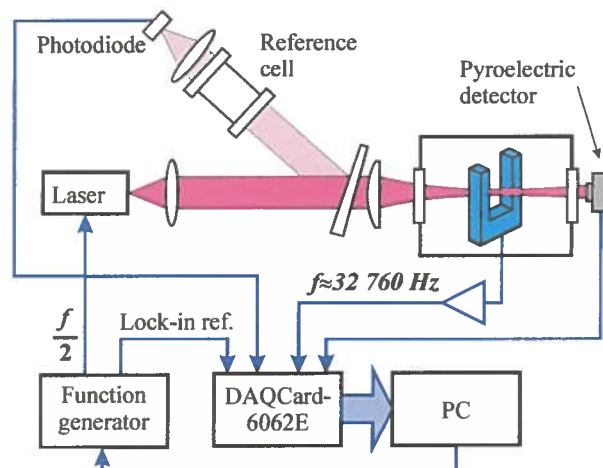 Photodiode
Reference
cell
Pyroelectric
detector
Laser
f≈32 760 Hz
f
2
Lock-in ref.
Function
generator
DAQCard-
6062E
PC